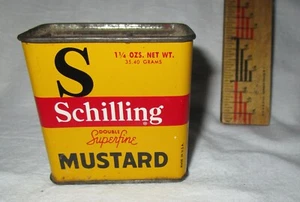 S
1¼ OZS. NET WT.
35.40 GRAMS
Schilling
DOUBLE
Superfine
MUSTARD